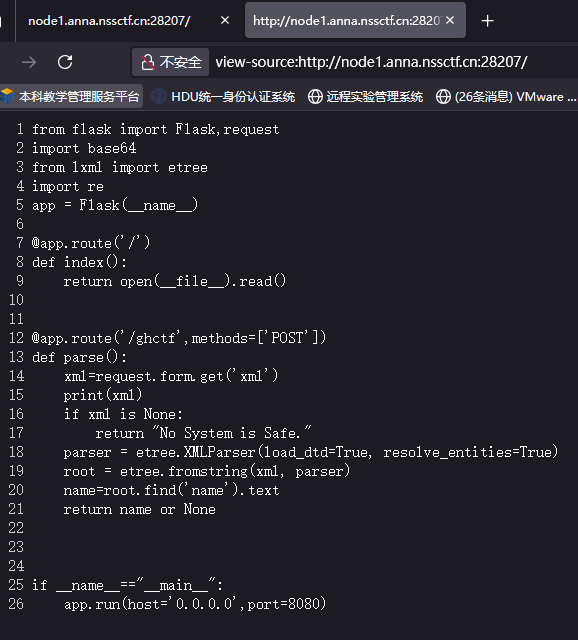 node1.anna.nssctf.cn:28207/
http://node1.anna.nssctf.cn:2820
不安全 view-source:http://node1.anna.nssctf.cn:28207/
本科教学管理服务平台 HDU统一身份认证系统 远程实验管理系统 (26条消息) VMware ...
1 from flask import Flask,request
2 import base64
3 from lxml import etree
4 import re
5 app = Flask(__name__)
6
7 @app.route('/')
8 def index():
9     return open(__file__).read()
10
11
12 @app.route('/ghctf',methods=['POST'])
13 def parse():
14     xml=request.form.get('xml')
15     print(xml)
16     if xml is None:
17         return "No System is Safe."
18     parser = etree.XMLParser(load_dtd=True, resolve_entities=True)
19     root = etree.fromstring(xml, parser)
20     name=root.find('name').text
21     return name or None
22
23
24
25 if __name__=="__main__":
26     app.run(host='0.0.0.0',port=8080)